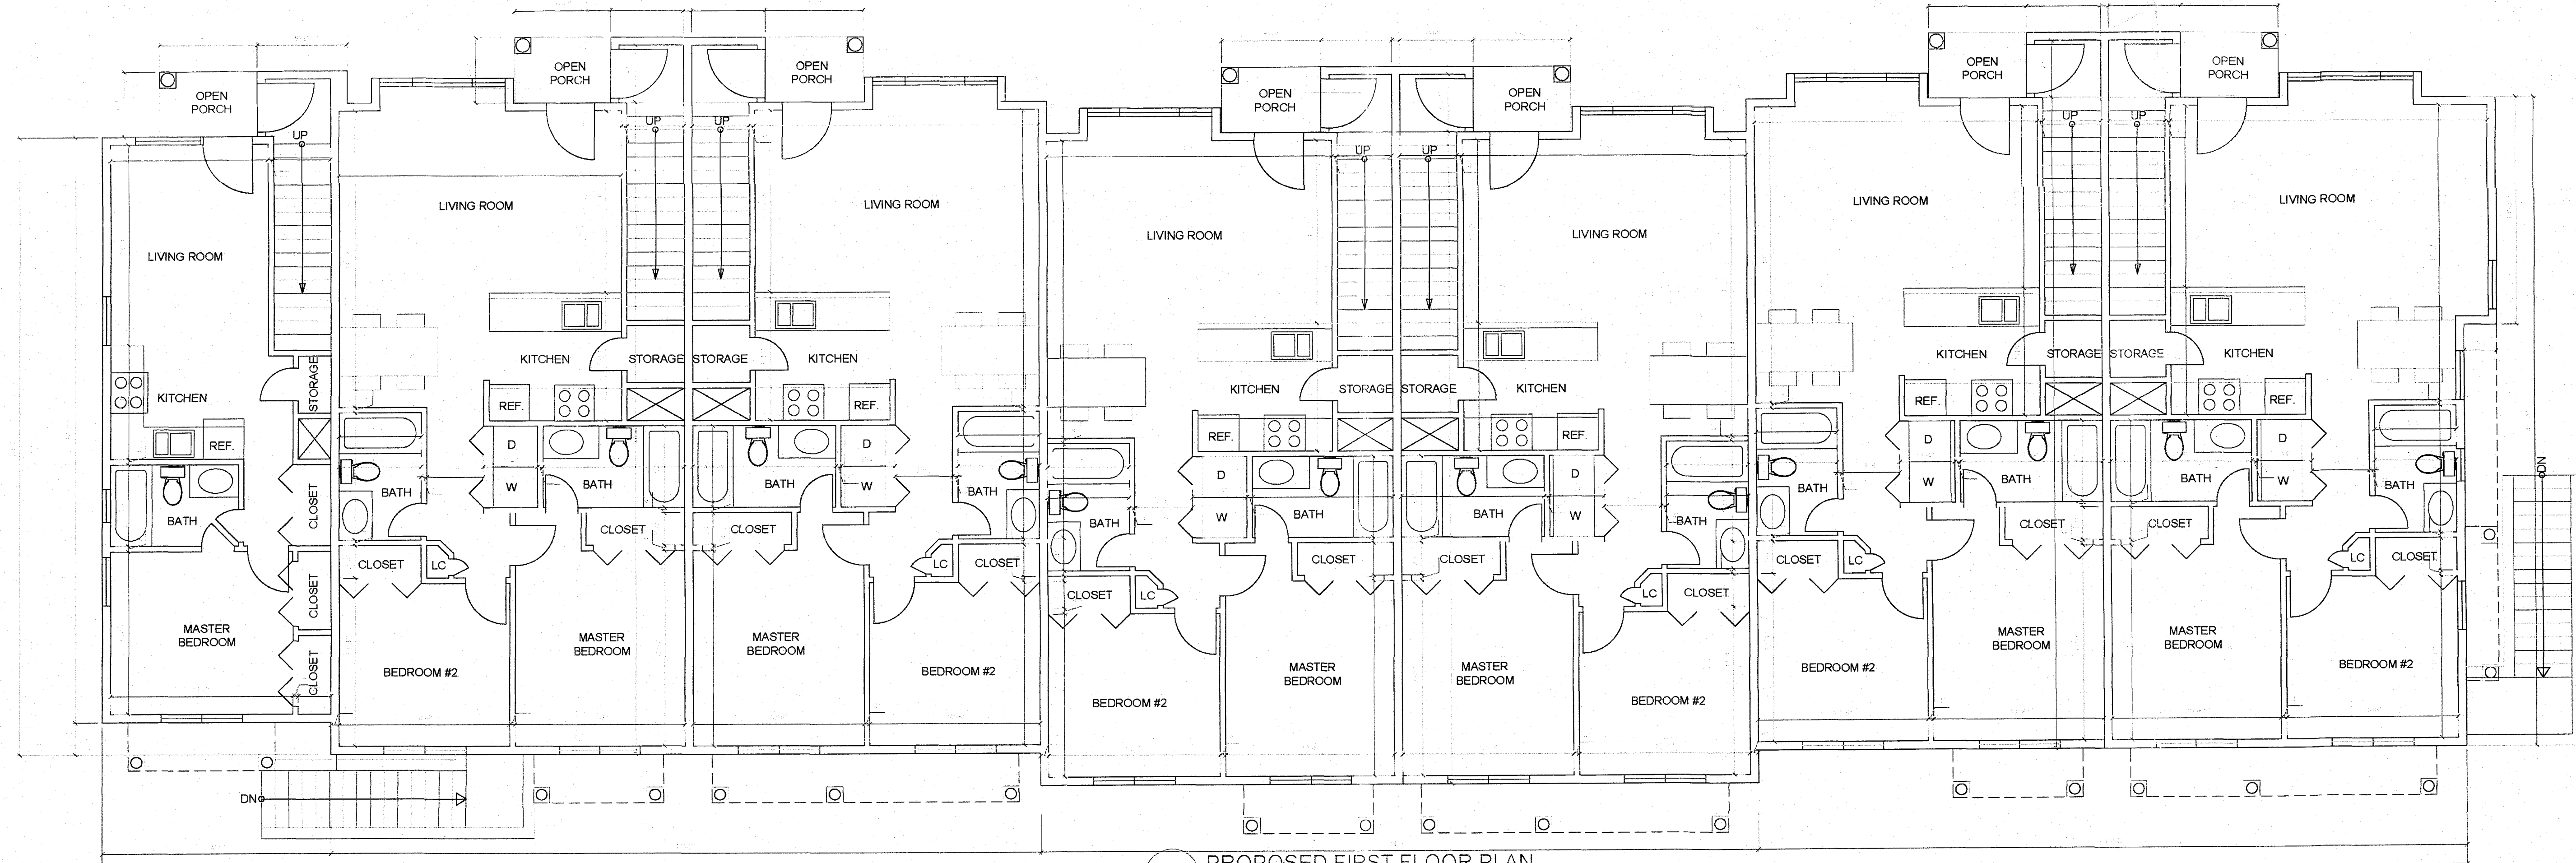 OPEN
PORCH
UP
LIVING ROOM
STORAGE
KITCHEN
REF.
BATH
CLOSET
CLOSET
MASTER
BEDROOM
CLOSET
OPEN
PORCH
UP
LIVING ROOM
KITCHEN
STORAGE
REF.
D
W
BATH
BATH
CLOSET
CLOSET
LC
MASTER
BEDROOM
BEDROOM #2
DN
OPEN
PORCH
UP
LIVING ROOM
STORAGE
KITCHEN
REF.
D
W
BATH
BATH
CLOSET
LC
CLOSET
MASTER
BEDROOM
BEDROOM #2
OPEN
PORCH
UP
LIVING ROOM
KITCHEN
STORAGE
REF.
D
W
BATH
BATH
CLOSET
CLOSET
LC
MASTER
BEDROOM
BEDROOM #2
OPEN
PORCH
UP
LIVING ROOM
STORAGE
KITCHEN
REF.
D
W
BATH
BATH
CLOSET
LC
CLOSET
MASTER
BEDROOM
BEDROOM #2
OPEN
PORCH
UP
LIVING ROOM
KITCHEN
STORAGE
REF.
D
W
BATH
BATH
CLOSET
CLOSET
LC
MASTER
BEDROOM
BEDROOM #2
OPEN
PORCH
UP
LIVING ROOM
STORAGE
KITCHEN
REF.
D
W
BATH
BATH
CLOSET
LC
CLOSET
MASTER
BEDROOM
BEDROOM #2
DN
PROPOSED FIRST FLOOR PLAN